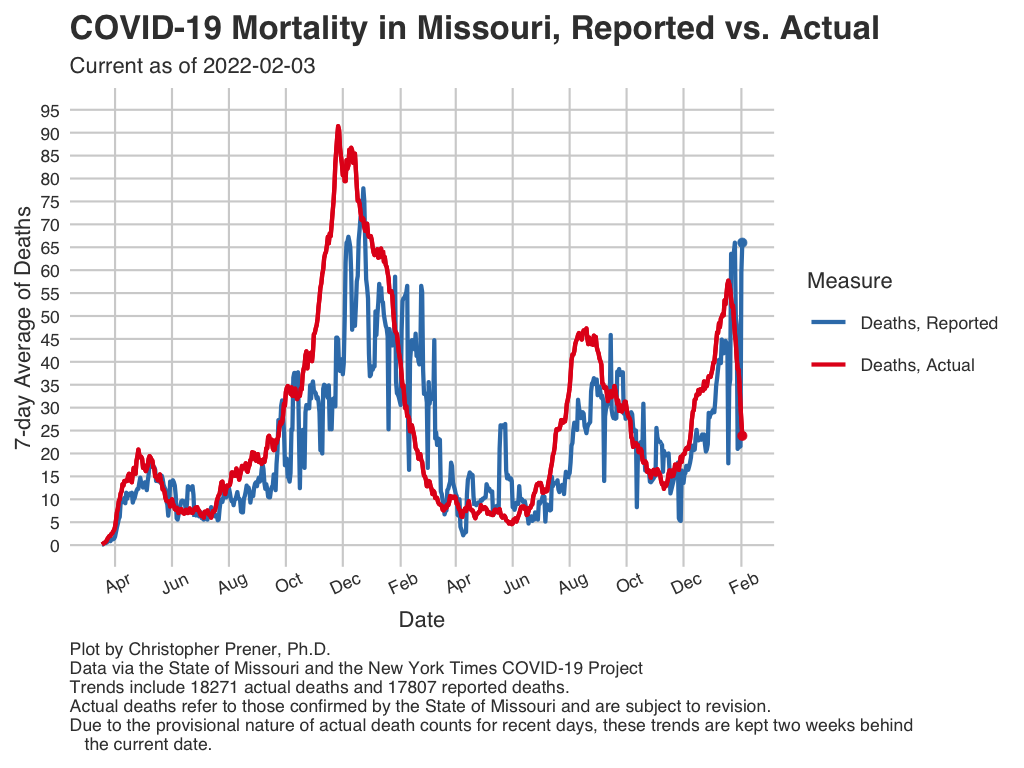 COVID-19 Mortality in Missouri, Reported vs. Actual
Current as of 2022-02-03
95
90
85
80
75
70
65
60
55
50
45
40
35
30
25
20
15
10
5
0
7-day Average of Deaths
Apr
Jun
Aug
Oct
Dec
Feb
Apr
Jun
Aug
Oct
Dec
Feb
Date
Measure
Deaths, Reported
Deaths, Actual
Plot by Christopher Prener, Ph.D.
Data via the State of Missouri and the New York Times COVID-19 Project
Trends include 18271 actual deaths and 17807 reported deaths.
Actual deaths refer to those confirmed by the State of Missouri and are subject to revision.
Due to the provisional nature of actual death counts for recent days, these trends are kept two weeks behind
the current date.